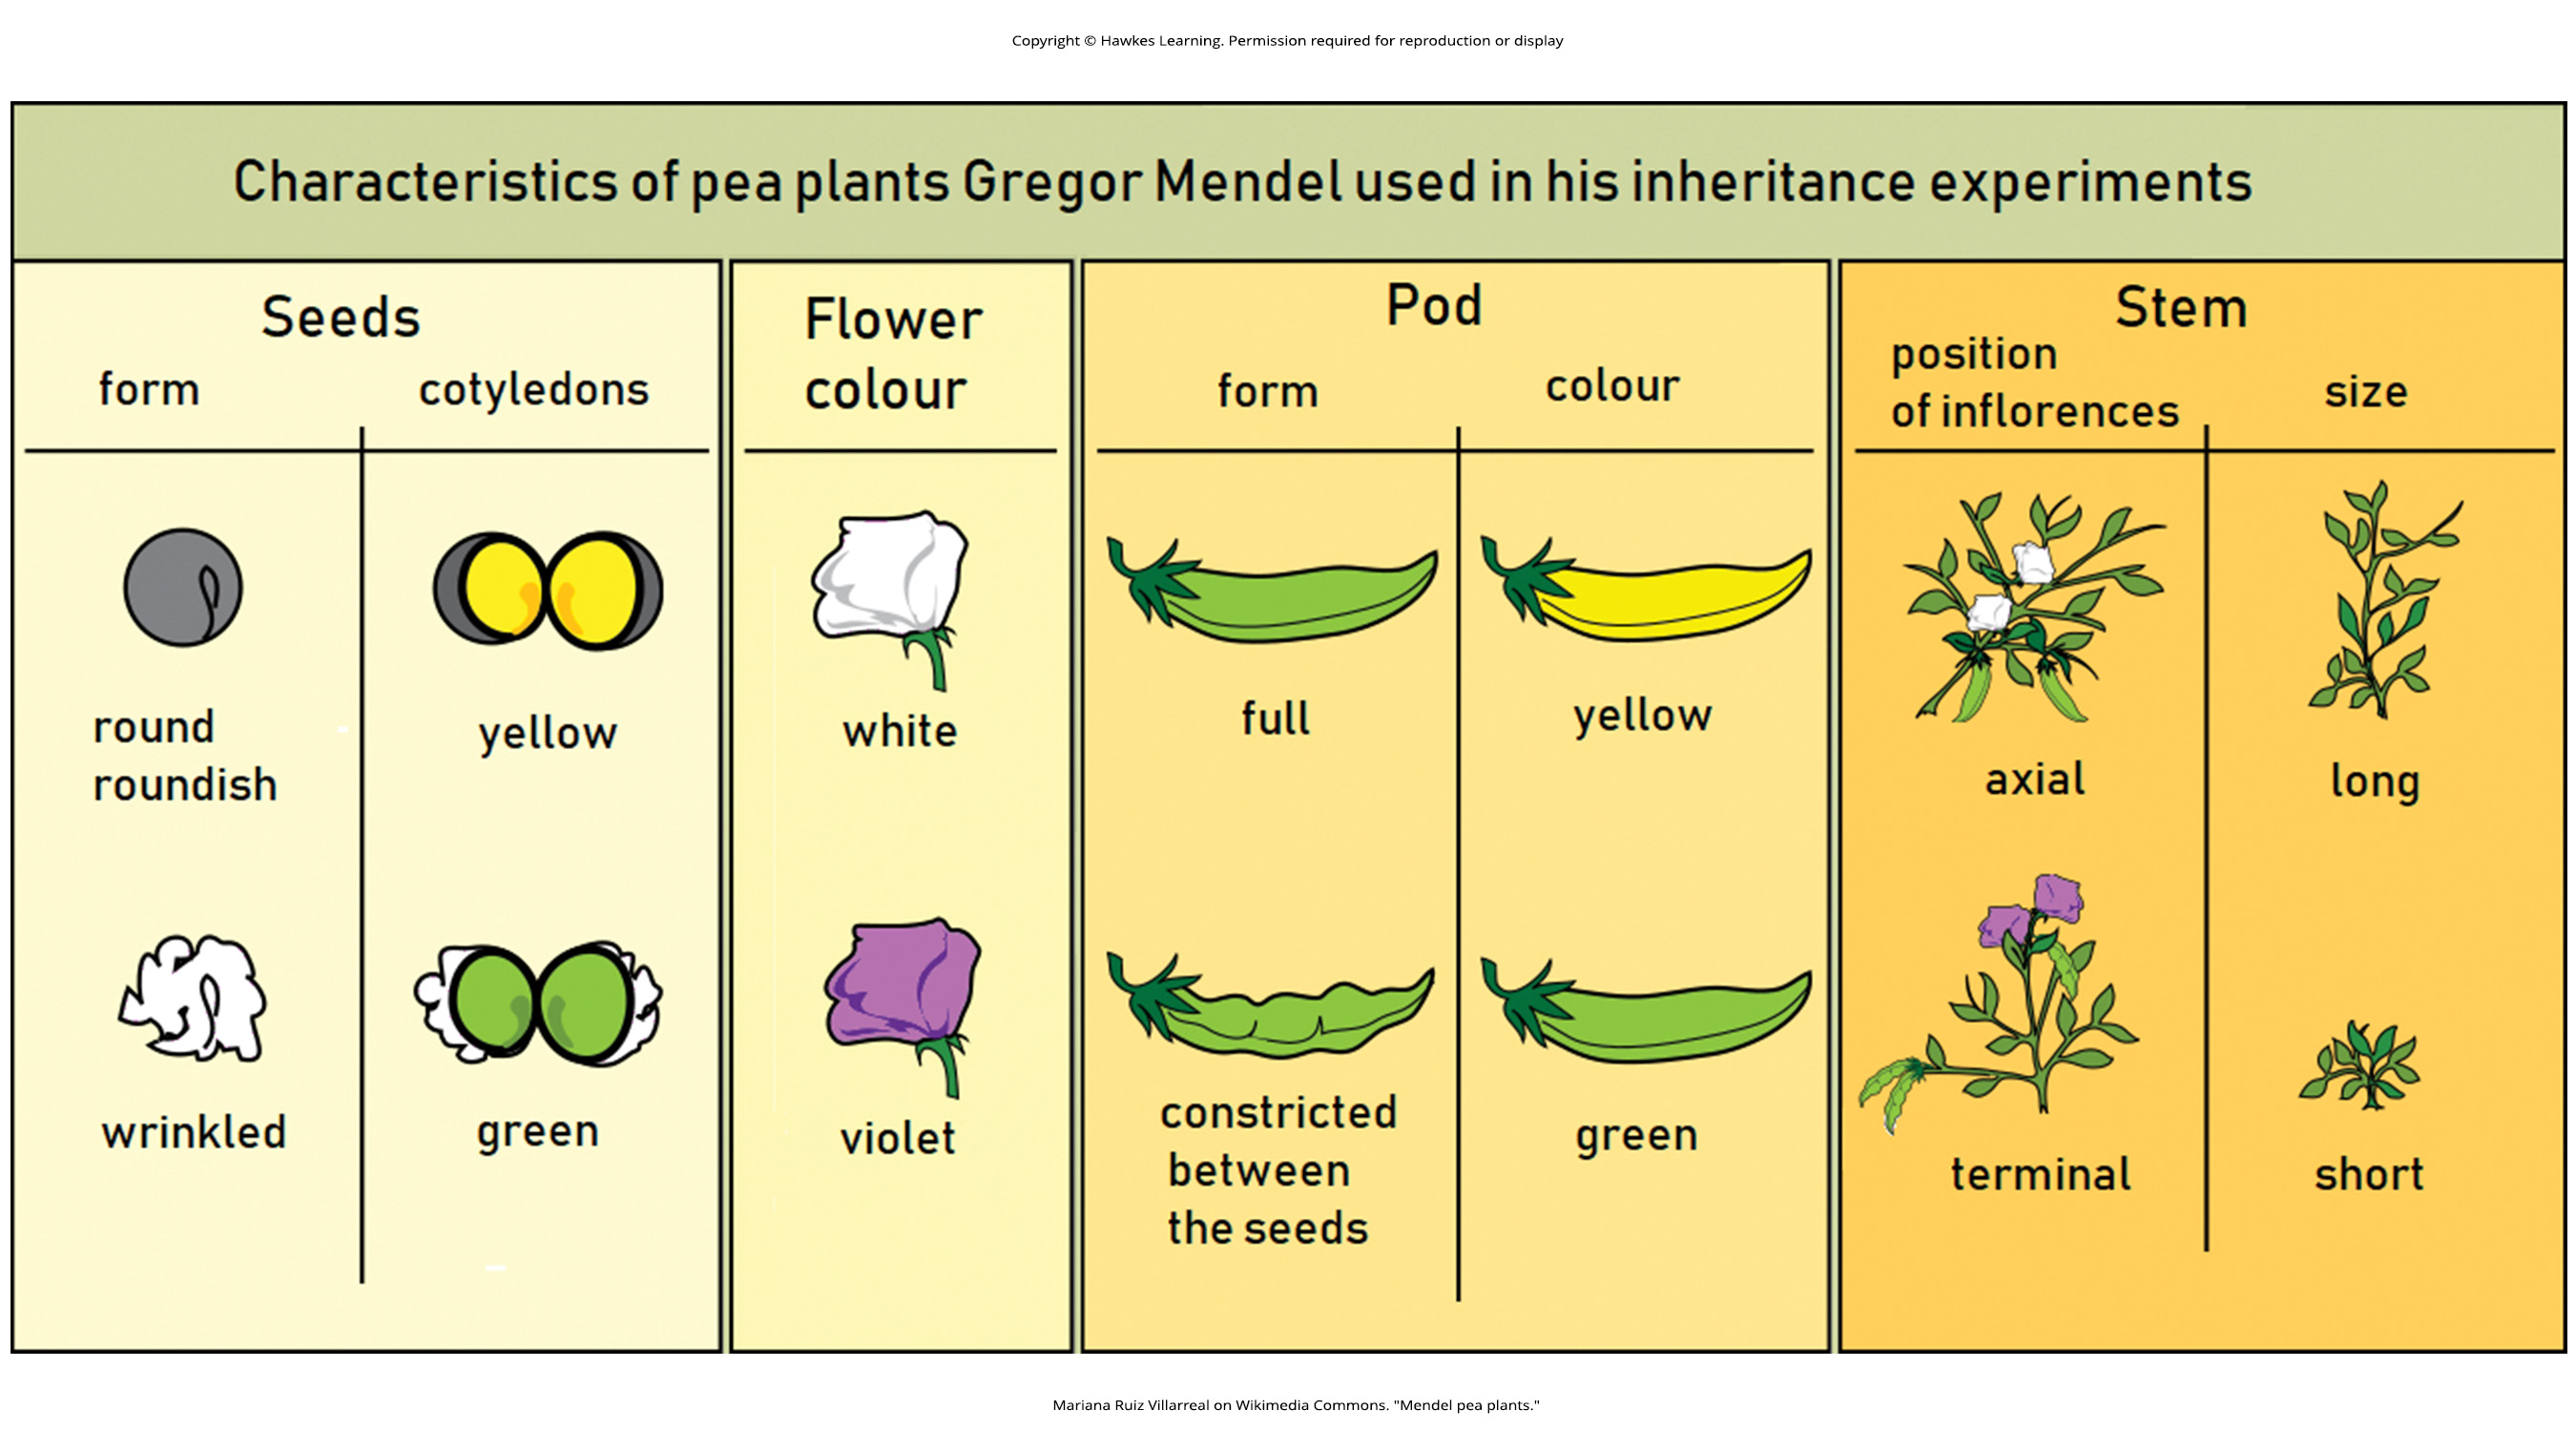 Copyright © Hawkes Learning. Permission required for reproduction or display
Characteristics of pea plants Gregor Mendel used in his inheritance experiments
Seeds
form
cotyledons
round
roundish
yellow
wrinkled
green
Flower
colour
white
violet
Pod
form
colour
full
yellow
constricted
between
the seeds
green
Stem
position
of inflorences
size
axial
long
terminal
short
Mariana Ruiz Villarreal on Wikimedia Commons. "Mendel pea plants."